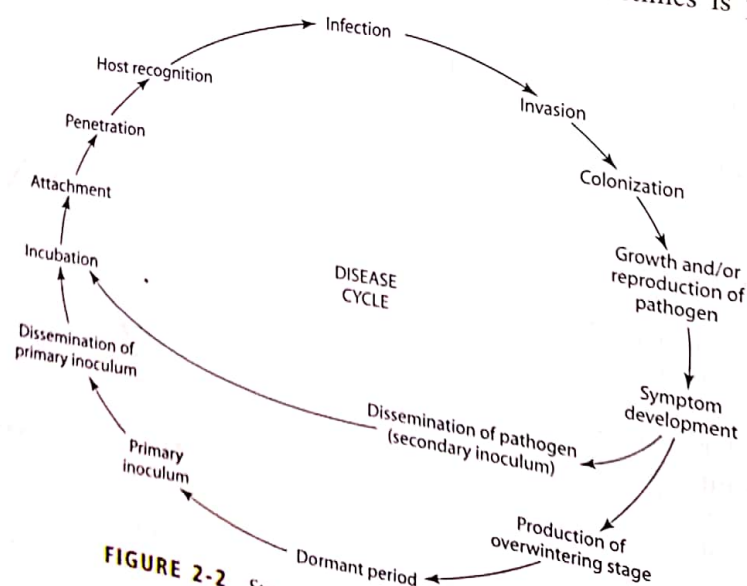 Infection
Host recognition
Invasion
Penetration
Colonization
Attachment
Growth and/or
reproduction of
pathogen
Incubation
DISEASE
CYCLE
Dissemination of
primary inoculum
Symptom
development
Dissemination of pathogen
(secondary inoculum)
Primary
inoculum
Production of
overwintering stage
Dormant period
FIGURE 2-2